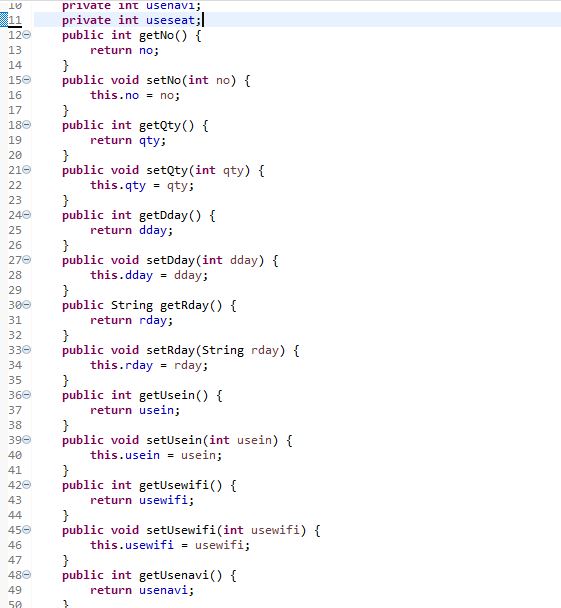 10 private int usenavi;
11 private int useseat;
12 public int getNo() {
13 return no;
14 }
15 public void setNo(int no) {
16 this.no = no;
17 }
18 public int getQty() {
19 return qty;
20 }
21 public void setQty(int qty) {
22 this.qty = qty;
23 }
24 public int getDday() {
25 return dday;
26 }
27 public void setDday(int dday) {
28 this.dday = dday;
29 }
30 public String getRday() {
31 return rday;
32 }
33 public void setRday(String rday) {
34 this.rday = rday;
35 }
36 public int getUsein() {
37 return usein;
38 }
39 public void setUsein(int usein) {
40 this.usein = usein;
41 }
42 public int getUsewifi() {
43 return usewifi;
44 }
45 public void setUsewifi(int usewifi) {
46 this.usewifi = usewifi;
47 }
48 public int getUsenavi() {
49 return usenavi;
50 }